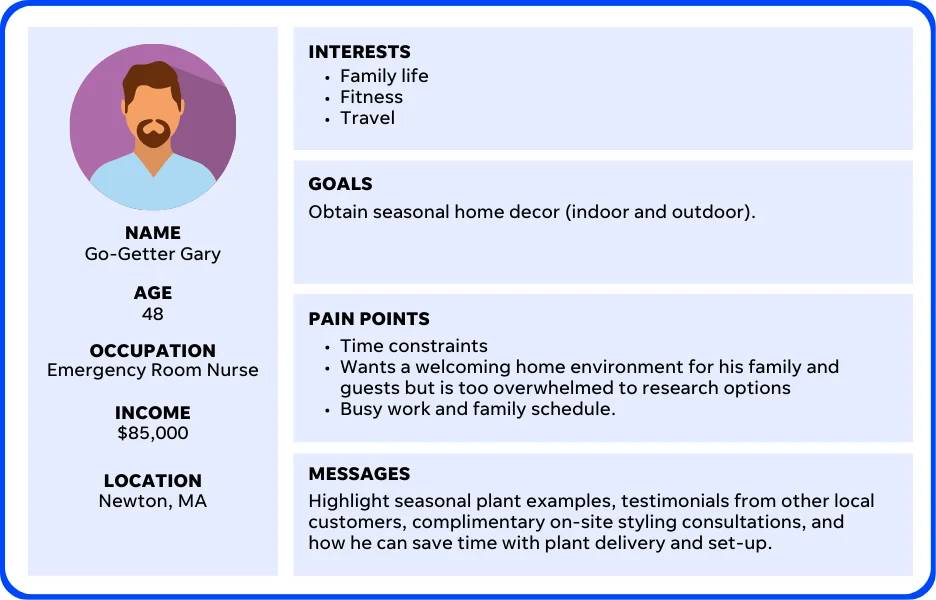 NAME
Go-Getter Gary
AGE
48
OCCUPATION
Emergency Room Nurse
INCOME
$85,000
LOCATION
Newton, MA
INTERESTS
• Family life
• Fitness
• Travel
GOALS
Obtain seasonal home decor (indoor and outdoor).
PAIN POINTS
• Time constraints
• Wants a welcoming home environment for his family and
guests but is too overwhelmed to research options
• Busy work and family schedule.
MESSAGES
Highlight seasonal plant examples, testimonials from other local
customers, complimentary on-site styling consultations, and
how he can save time with plant delivery and set-up.